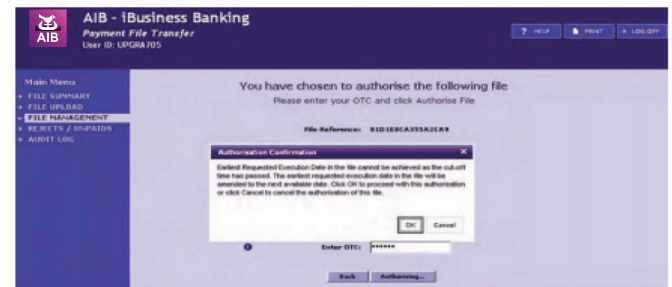 AIB - iBusiness Banking
Payment File Transfer
User ID: UPGRA705
AIB
? HELP
PRINT
LOG OFF
Main Menu
FILE SUMMARY
FILE UPLOAD
FILE MANAGEMENT
REJECTS / UNPAIDS
AUDIT LOG
You have chosen to authorise the following file
Please enter your OTC and click Authorise File
File Reference:
Authorisation Confirmation
Earliest Requested Execution Date in the file cannot be achieved as the cut-off
time has passed. The earliest requested execution date in the file will be
amended to the next available date. Click OK to proceed with this authorisation
or click Cancel to cancel the authorisation of this file.
OK Cancel
Enter OTC: ******
Back Authorising...